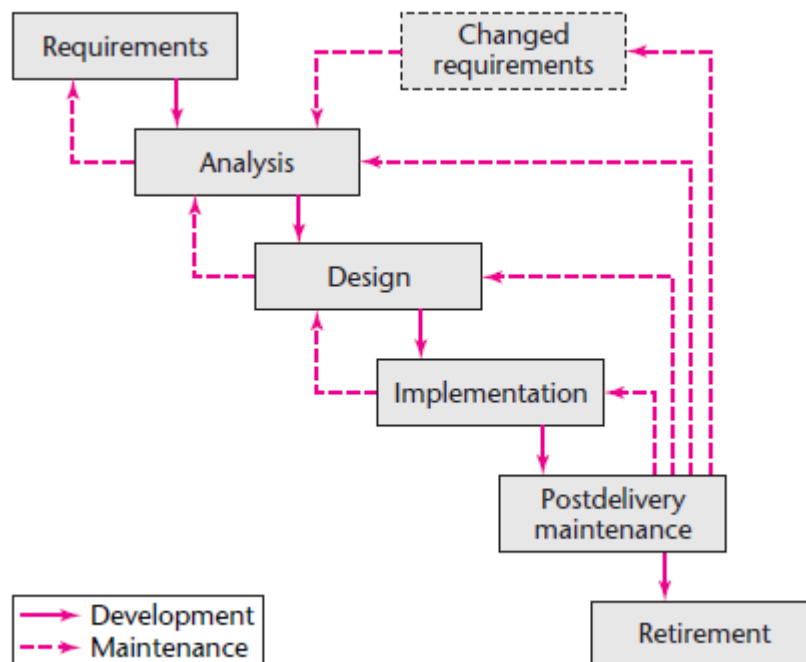 Requirements
Changed
requirements
Analysis
Design
Implementation
Postdelivery
maintenance
Retirement
Development
Maintenance